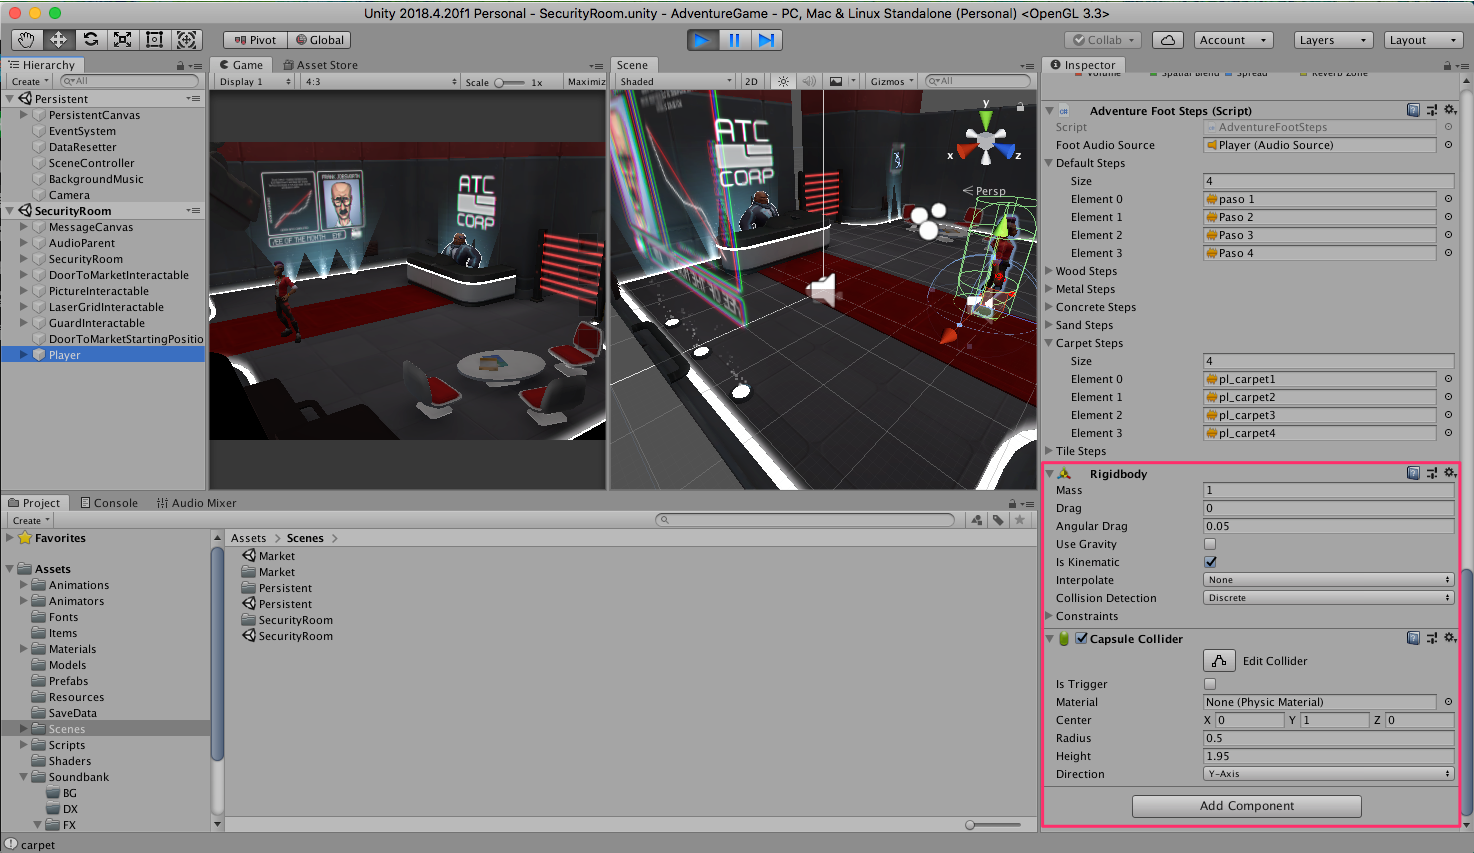 Unity 2018.4.20f1 Personal - SecurityRoom.unity - AdventureGame - PC, Mac & Linux Standalone (Personal) <OpenGL 3.3>
Pivot Global Collab Account Layers Layout
Hierarchy
Create All
Persistent
PersistentCanvas
EventSystem
DataResetter
SceneController
BackgroundMusic
Camera
SecurityRoom
MessageCanvas
AudioParent
SecurityRoom
DoorToMarketInteractable
PictureInteractable
LaserGridInteractable
GuardInteractable
DoorToMarketStartingPositio
Player
Game Asset Store
Display 1 4:3 Scale 1x Maximiz
ATC
CORP
Scene
Shaded 2D Gizmos All
ATC
CORP
y
x
z
Persp
Project Console Audio Mixer
Create
Favorites
Assets
Animations
Animators
Fonts
Items
Materials
Models
Prefabs
Resources
SaveData
Scenes
Scripts
Shaders
Soundbank
BG
DX
FX
Assets > Scenes >
Market
Market
Persistent
Persistent
SecurityRoom
SecurityRoom
Inspector
Volume Spatial Blend Spread Reverb Zone
Adventure Foot Steps (Script)
Script AdventureFootSteps
Foot Audio Source Player (Audio Source)
Default Steps
Size 4
Element 0 paso 1
Element 1 Paso 2
Element 2 Paso 3
Element 3 Paso 4
Wood Steps
Metal Steps
Concrete Steps
Sand Steps
Carpet Steps
Size 4
Element 0 pl_carpet1
Element 1 pl_carpet2
Element 2 pl_carpet3
Element 3 pl_carpet4
Tile Steps
Rigidbody
Mass 1
Drag 0
Angular Drag 0.05
Use Gravity
Is Kinematic
Interpolate None
Collision Detection Discrete
Constraints
Capsule Collider
Edit Collider
Is Trigger
Material None (Physic Material)
Center X 0 Y 1 Z 0
Radius 0.5
Height 1.95
Direction Y-Axis
Add Component
carpet